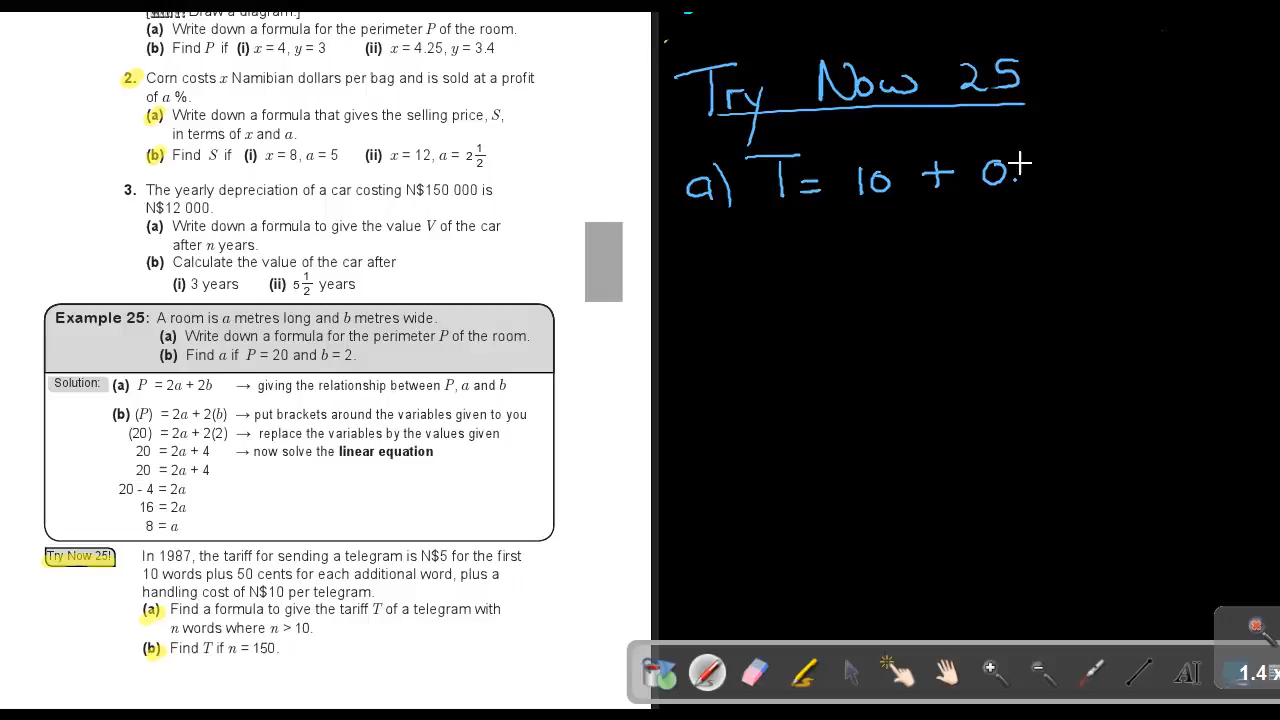 Draw a diagram.]
(a) Write down a formula for the perimeter P of the room.
(b) Find P if (i) x = 4, y = 3 (ii) x = 4.25, y = 3.4
2. Corn costs x Namibian dollars per bag and is sold at a profit
of a %.
(a) Write down a formula that gives the selling price, S,
in terms of x and a.
(b) Find S if (i) x = 8, a = 5 (ii) x = 12, a = 2 1/2
3. The yearly depreciation of a car costing N$150 000 is
N$12 000.
(a) Write down a formula to give the value V of the car
after n years.
(b) Calculate the value of the car after
(i) 3 years (ii) 5 1/2 years
Example 25: A room is a metres long and b metres wide.
(a) Write down a formula for the perimeter P of the room.
(b) Find a if P = 20 and b = 2.
Solution: (a) P = 2a + 2b → giving the relationship between P, a and b
(b) (P) = 2a + 2(b) → put brackets around the variables given to you
(20) = 2a + 2(2) → replace the variables by the values given
20 = 2a + 4 → now solve the linear equation
20 = 2a + 4
20 - 4 = 2a
16 = 2a
8 = a
Try Now 25! In 1987, the tariff for sending a telegram is N$5 for the first
10 words plus 50 cents for each additional word, plus a
handling cost of N$10 per telegram.
(a) Find a formula to give the tariff T of a telegram with
n words where n > 10.
(b) Find T if n = 150.
Try Now 25
a) T = 10 + 0.
AI
1.4 x